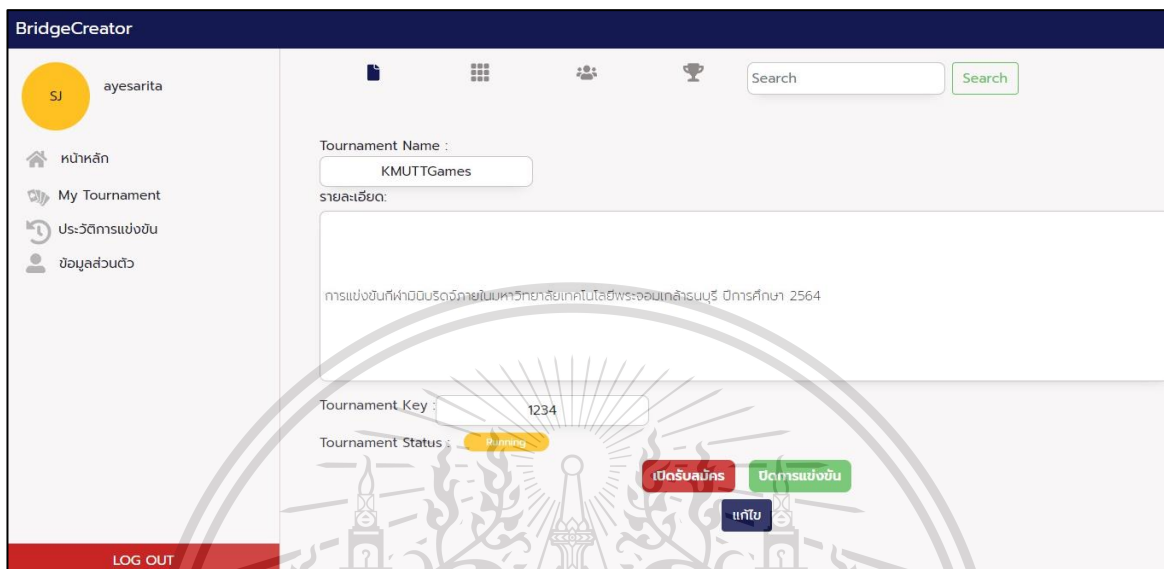 BridgeCreator
SJ
ayesarita
หน้าหลัก
My Tournament
ประวัติการแข่งขัน
ข้อมูลส่วนตัว
LOG OUT
Search
Search
Tournament Name :
KMUTTGames
รายละเอียด:
การแข่งขันกีฬามินิบริดจ์ภายในมหาวิทยาลัยเทคโนโลยีพระจอมเกล้าธนบุรี ปีการศึกษา 2564
Tournament Key :
1234
Tournament Status :
Running
เปิดรับสมัคร
ปิดการแข่งขัน
แก้ไข